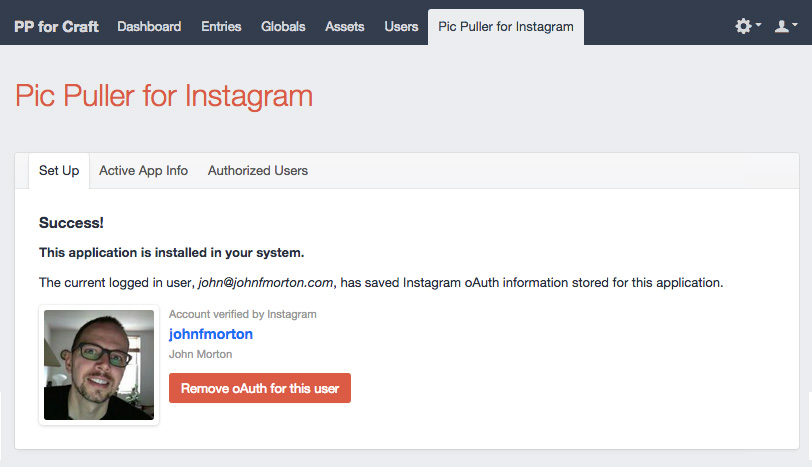 PP for Craft Dashboard Entries Globals Assets Users Pic Puller for Instagram
Pic Puller for Instagram
Set Up Active App Info Authorized Users
Success!
This application is installed in your system.
The current logged in user, john@johnfmorton.com, has saved Instagram oAuth information stored for this application.
Account verified by Instagram
johnfmorton
John Morton
Remove oAuth for this user